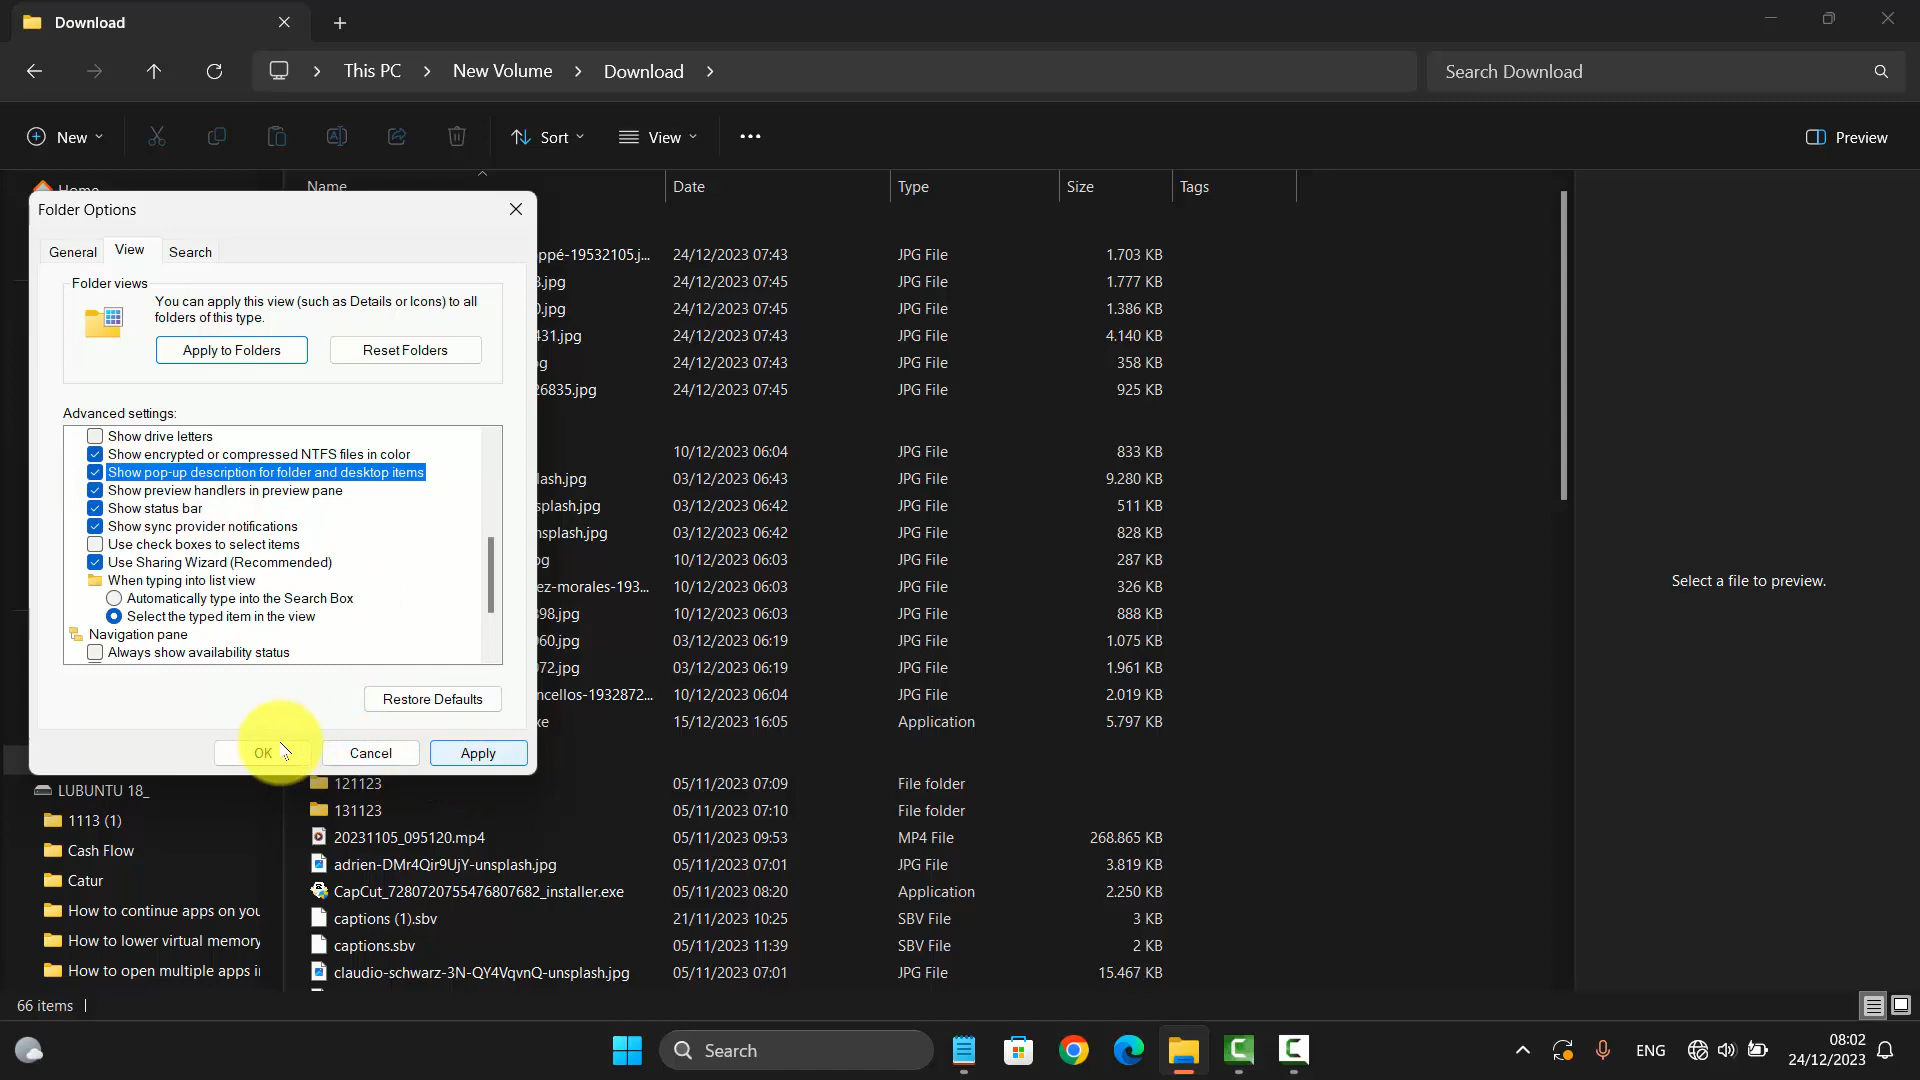 Download
This PC
New Volume
Download
Search Download
New
Sort
View
Preview
Home
Name
Date
Type
Size
Tags
Folder Options
General
View
Search
Folder views
You can apply this view (such as Details or Icons) to all
folders of this type.
Apply to Folders
Reset Folders
Advanced settings:
Show drive letters
Show encrypted or compressed NTFS files in color
Show pop-up description for folder and desktop items
Show preview handlers in preview pane
Show status bar
Show sync provider notifications
Use check boxes to select items
Use Sharing Wizard (Recommended)
When typing into list view
Automatically type into the Search Box
Select the typed item in the view
Navigation pane
Always show availability status
Restore Defaults
OK
Cancel
Apply
ppé-19532105.j... 24/12/2023 07:43 JPG File 1.703 KB
.jpg 24/12/2023 07:45 JPG File 1.777 KB
.jpg 24/12/2023 07:45 JPG File 1.386 KB
431.jpg 24/12/2023 07:43 JPG File 4.140 KB
24/12/2023 07:43 JPG File 358 KB
26835.jpg 24/12/2023 07:45 JPG File 925 KB
10/12/2023 06:04 JPG File 833 KB
lash.jpg 03/12/2023 06:43 JPG File 9.280 KB
splash.jpg 03/12/2023 06:42 JPG File 511 KB
nsplash.jpg 03/12/2023 06:42 JPG File 828 KB
10/12/2023 06:03 JPG File 287 KB
ez-morales-193... 10/12/2023 06:03 JPG File 326 KB
98.jpg 10/12/2023 06:03 JPG File 888 KB
060.jpg 03/12/2023 06:19 JPG File 1.075 KB
072.jpg 03/12/2023 06:19 JPG File 1.961 KB
ncellos-1932872... 10/12/2023 06:04 JPG File 2.019 KB
xe 15/12/2023 16:05 Application 5.797 KB
121123 05/11/2023 07:09 File folder
131123 05/11/2023 07:10 File folder
20231105_095120.mp4 05/11/2023 09:53 MP4 File 268.865 KB
adrien-DMr4Qir9UjY-unsplash.jpg 05/11/2023 07:01 JPG File 3.819 KB
CapCut_7280720755476807682_installer.exe 05/11/2023 08:20 Application 2.250 KB
captions (1).sbv 21/11/2023 10:25 SBV File 3 KB
captions.sbv 05/11/2023 11:39 SBV File 2 KB
claudio-schwarz-3N-QY4VqvnQ-unsplash.jpg 05/11/2023 07:01 JPG File 15.467 KB
Select a file to preview.
LUBUNTU 18_
1113 (1)
Cash Flow
Catur
How to continue apps on you
How to lower virtual memory
How to open multiple apps i
66 items
Search
ENG
08:02
24/12/2023